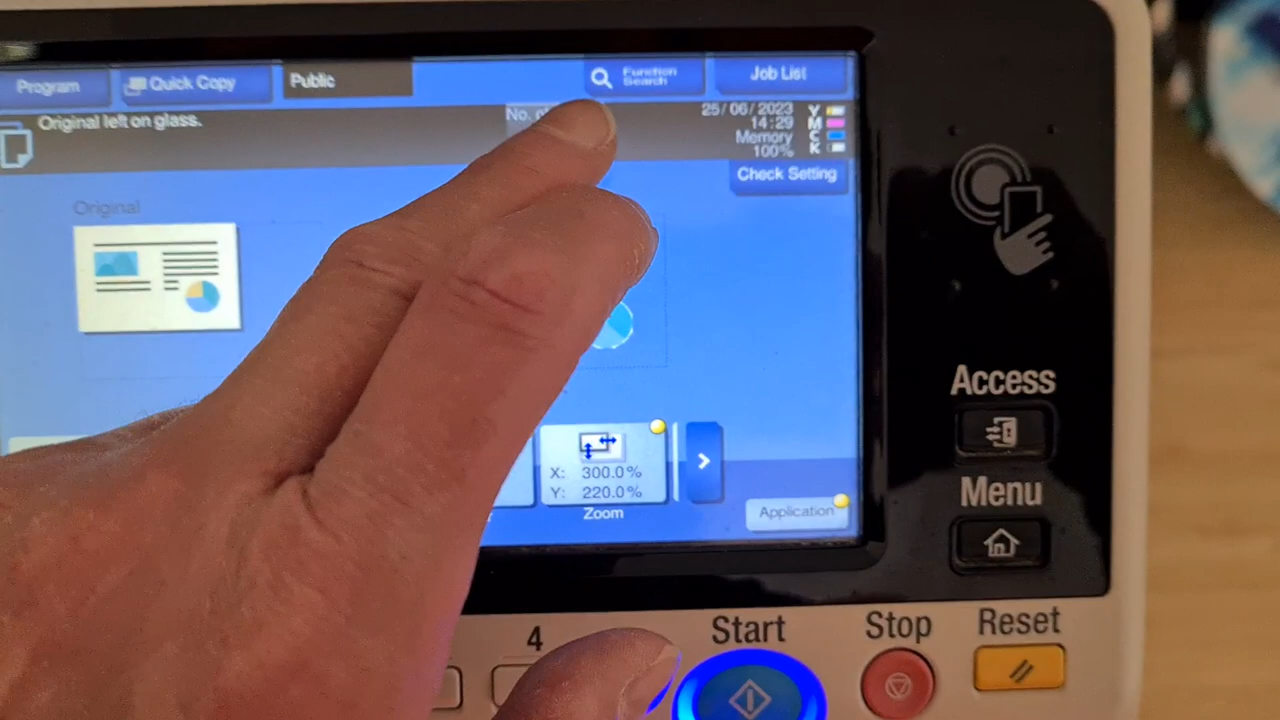 Program
Quick Copy
Public
Function Search
Job List
Original left on glass.
No.
25/06/2023
14:29
Memory
100%
Y
M
C
K
Check Setting
Original
X: 300.0%
Y: 220.0%
Zoom
Application
Access
Menu
4
Start
Stop
Reset